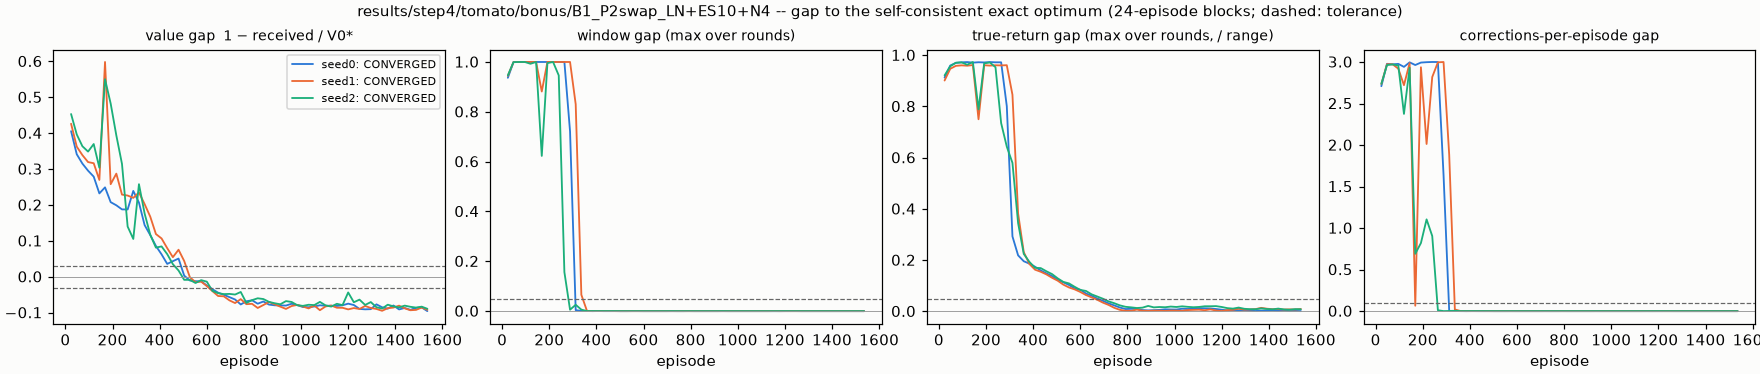 results/step4/tomato/bonus/B1_P2swap_LN+ES10+N4 -- gap to the self-consistent exact optimum (24-episode blocks; dashed: tolerance)
value gap  1 − received / V0*
0.6
0.5
0.4
0.3
0.2
0.1
0.0
−0.1
seed0: CONVERGED
seed1: CONVERGED
seed2: CONVERGED
0 200 400 600 800 1000 1200 1400 1600
episode
window gap (max over rounds)
1.0
0.8
0.6
0.4
0.2
0.0
0 200 400 600 800 1000 1200 1400 1600
episode
true-return gap (max over rounds, / range)
1.0
0.8
0.6
0.4
0.2
0.0
0 200 400 600 800 1000 1200 1400 1600
episode
corrections-per-episode gap
3.0
2.5
2.0
1.5
1.0
0.5
0.0
0 200 400 600 800 1000 1200 1400 160
episode